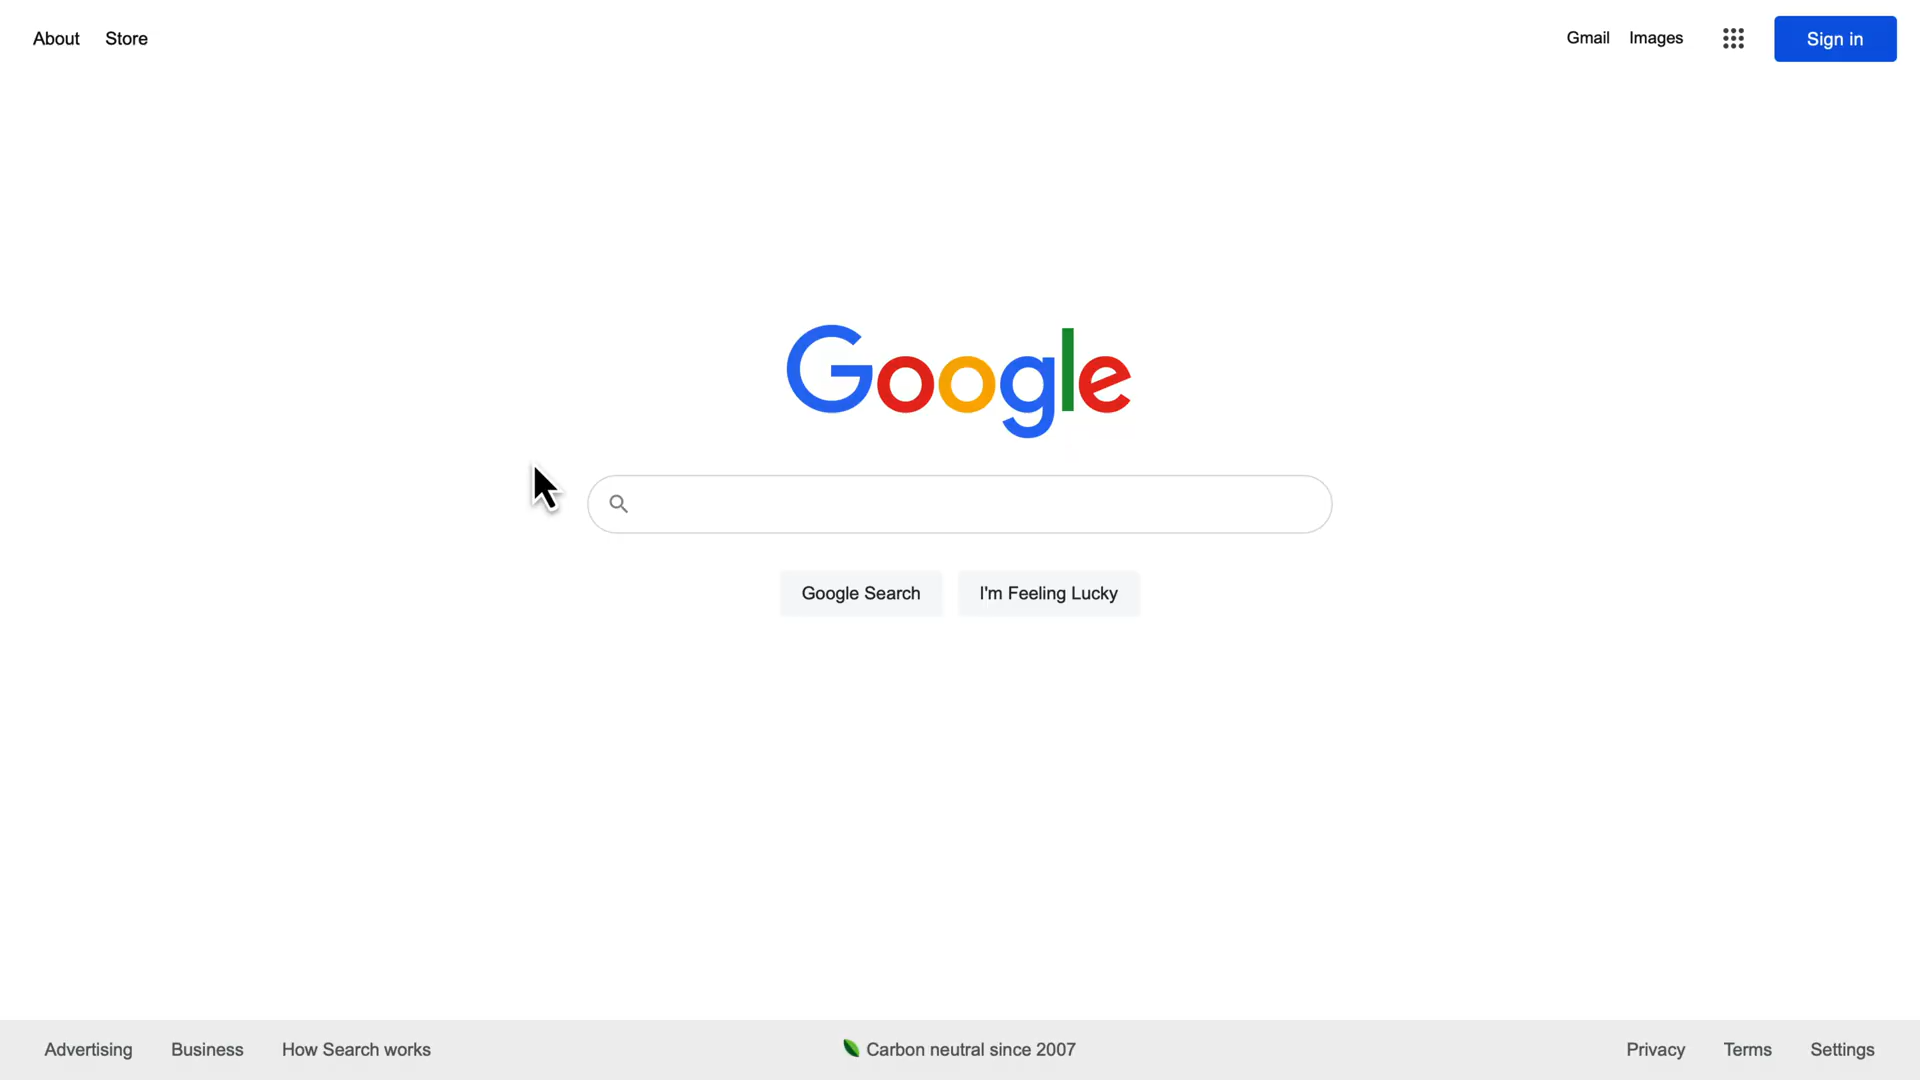 About Store Gmail Images Sign in
Google
Google Search I'm Feeling Lucky
Advertising Business How Search works Carbon neutral since 2007 Privacy Terms Settings